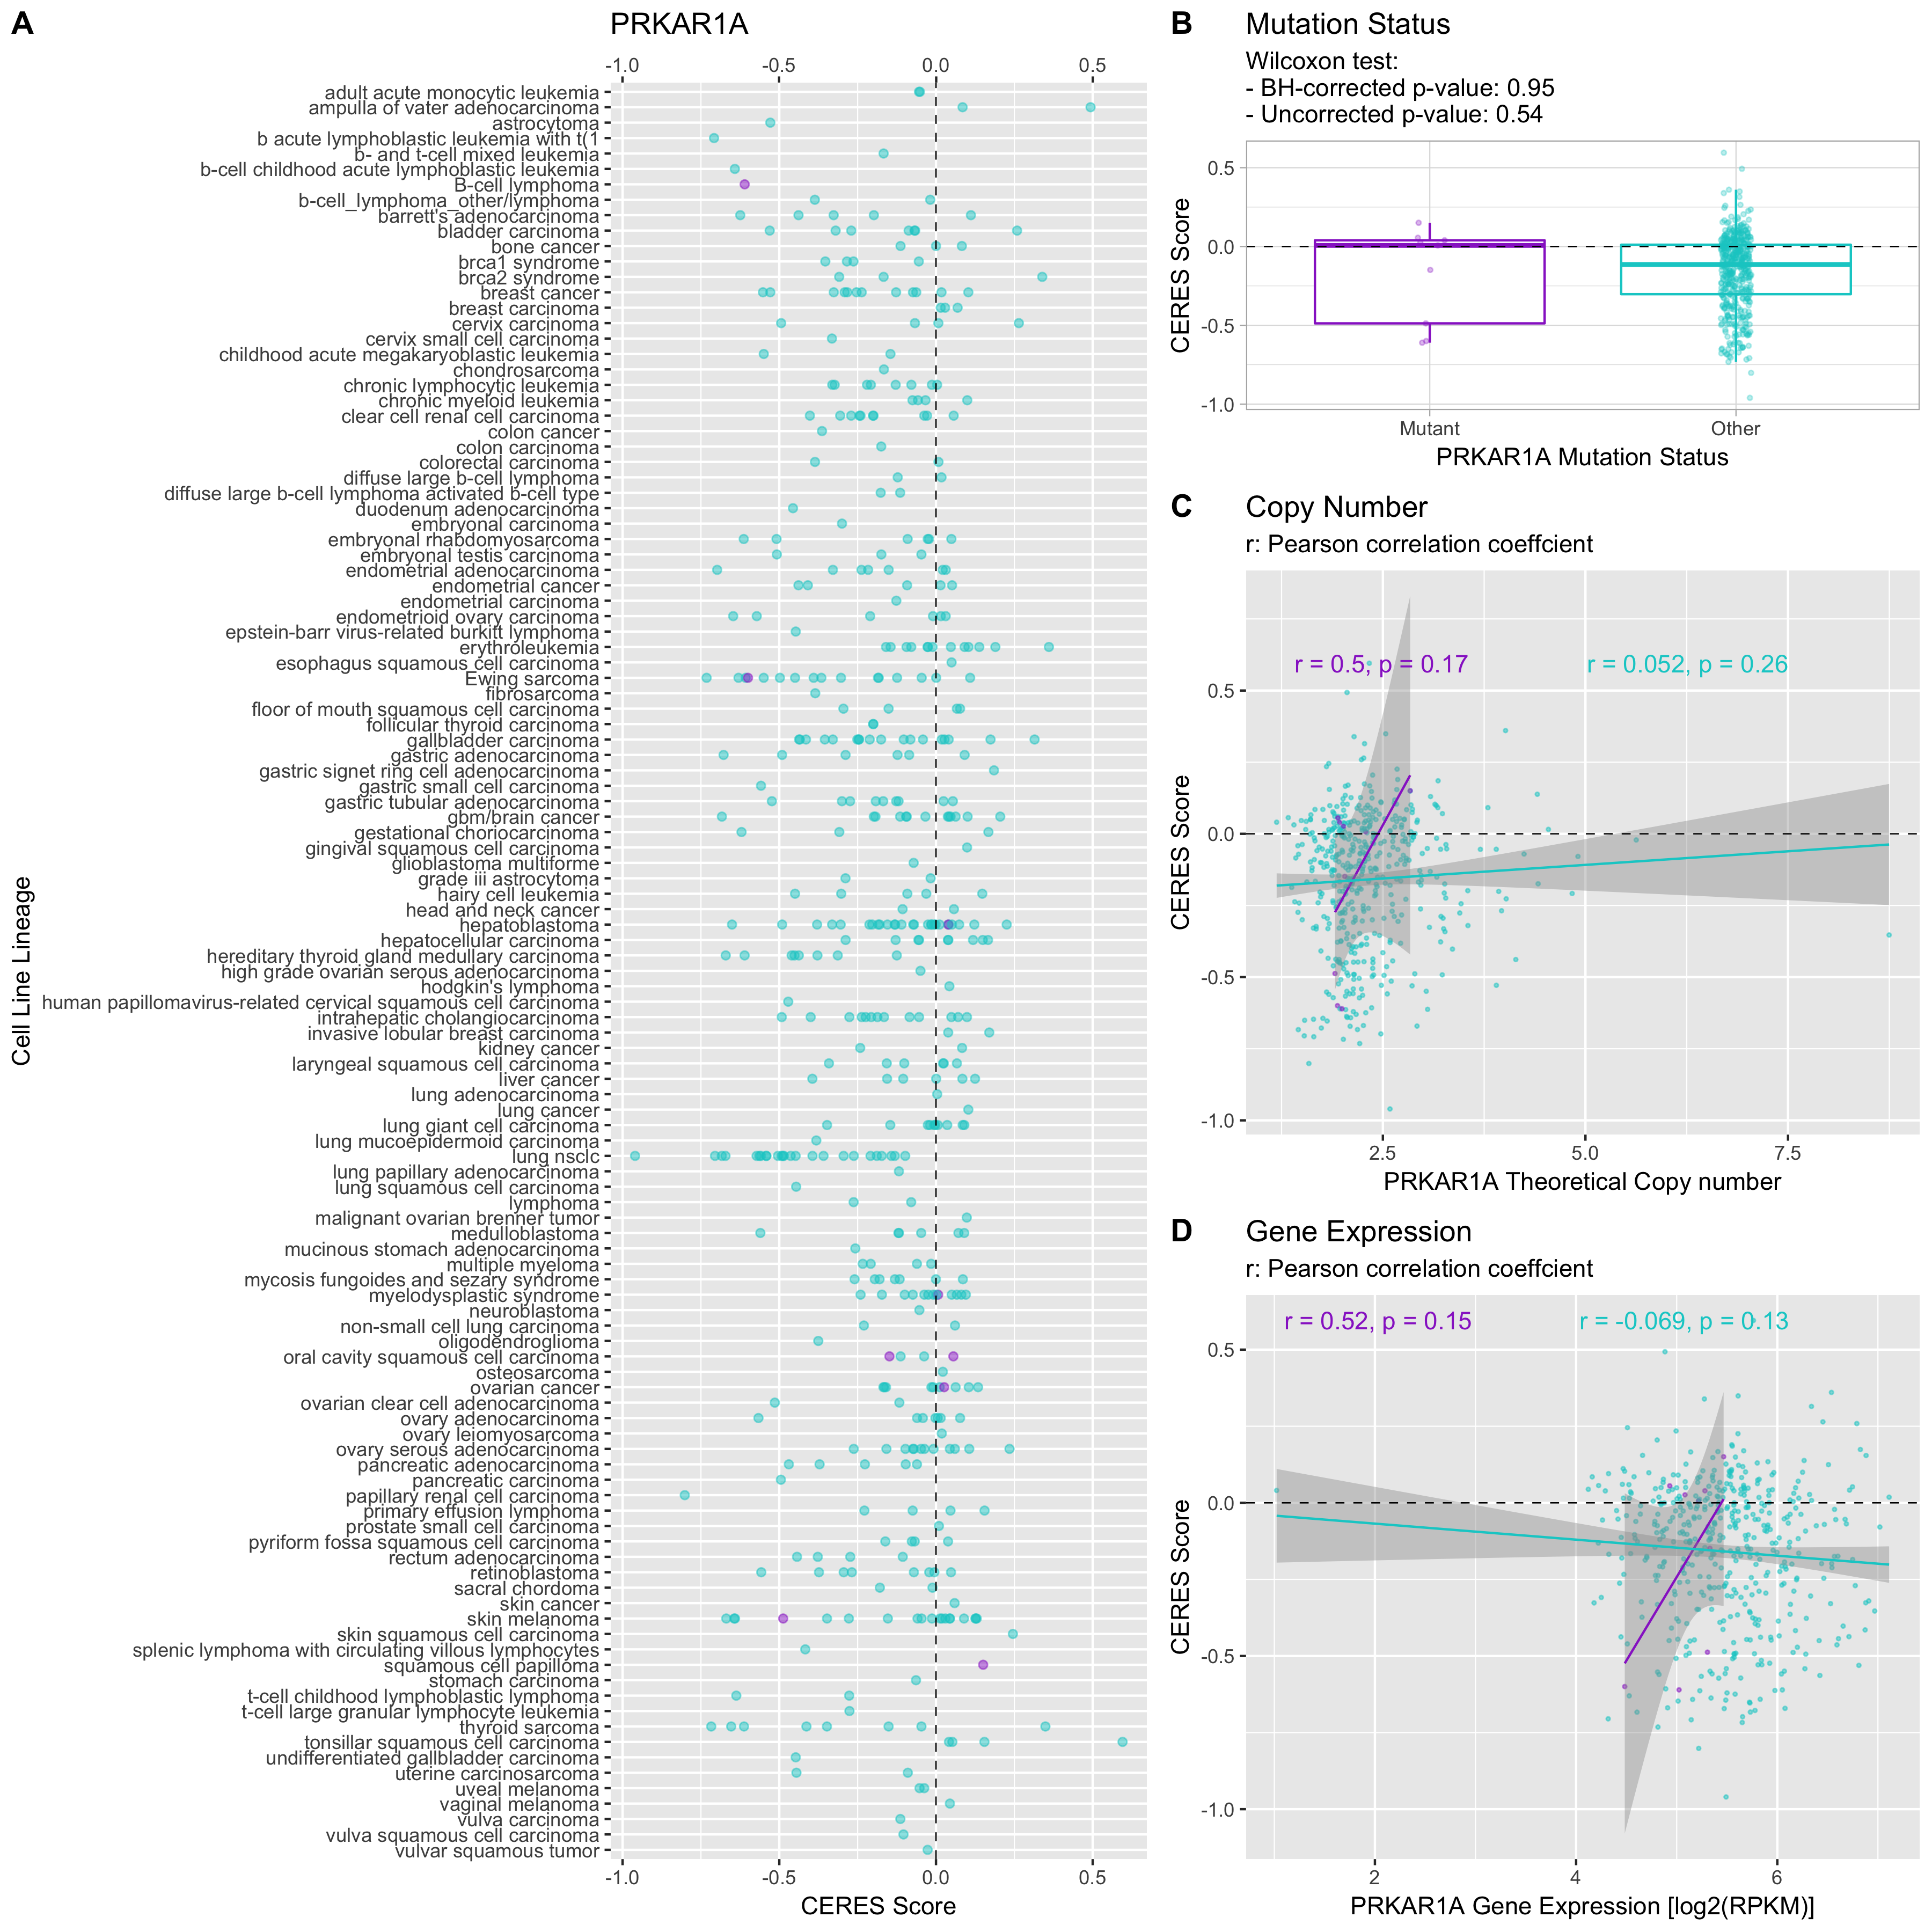 A
PRKAR1A
-1.0 -0.5 0.0 0.5
adult acute monocytic leukemia
ampulla of vater adenocarcinoma
astrocytoma
b acute lymphoblastic leukemia with t(1
b- and t-cell mixed leukemia
b-cell childhood acute lymphoblastic leukemia
B-cell lymphoma
b-cell_lymphoma_other/lymphoma
barrett's adenocarcinoma
bladder carcinoma
bone cancer
brca1 syndrome
brca2 syndrome
breast cancer
breast carcinoma
cervix carcinoma
cervix small cell carcinoma
childhood acute megakaryoblastic leukemia
chondrosarcoma
chronic lymphocytic leukemia
chronic myeloid leukemia
clear cell renal cell carcinoma
colon cancer
colon carcinoma
colorectal carcinoma
diffuse large b-cell lymphoma
diffuse large b-cell lymphoma activated b-cell type
duodenum adenocarcinoma
embryonal carcinoma
embryonal rhabdomyosarcoma
embryonal testis carcinoma
endometrial adenocarcinoma
endometrial cancer
endometrial carcinoma
endometrioid ovary carcinoma
epstein-barr virus-related burkitt lymphoma
erythroleukemia
esophagus squamous cell carcinoma
Ewing sarcoma
fibrosarcoma
floor of mouth squamous cell carcinoma
follicular thyroid carcinoma
gallbladder carcinoma
gastric adenocarcinoma
gastric signet ring cell adenocarcinoma
gastric small cell carcinoma
gastric tubular adenocarcinoma
gbm/brain cancer
gestational choriocarcinoma
gingival squamous cell carcinoma
glioblastoma multiforme
grade iii astrocytoma
hairy cell leukemia
head and neck cancer
hepatoblastoma
hepatocellular carcinoma
hereditary thyroid gland medullary carcinoma
high grade ovarian serous adenocarcinoma
hodgkin's lymphoma
human papillomavirus-related cervical squamous cell carcinoma
intrahepatic cholangiocarcinoma
invasive lobular breast carcinoma
kidney cancer
laryngeal squamous cell carcinoma
liver cancer
lung adenocarcinoma
lung cancer
lung giant cell carcinoma
lung mucoepidermoid carcinoma
lung nsclc
lung papillary adenocarcinoma
lung squamous cell carcinoma
lymphoma
malignant ovarian brenner tumor
medulloblastoma
mucinous stomach adenocarcinoma
multiple myeloma
mycosis fungoides and sezary syndrome
myelodysplastic syndrome
neuroblastoma
non-small cell lung carcinoma
oligodendroglioma
oral cavity squamous cell carcinoma
osteosarcoma
ovarian cancer
ovarian clear cell adenocarcinoma
ovary adenocarcinoma
ovary leiomyosarcoma
ovary serous adenocarcinoma
pancreatic adenocarcinoma
pancreatic carcinoma
papillary renal cell carcinoma
primary effusion lymphoma
prostate small cell carcinoma
pyriform fossa squamous cell carcinoma
rectum adenocarcinoma
retinoblastoma
sacral chordoma
skin cancer
skin melanoma
skin squamous cell carcinoma
splenic lymphoma with circulating villous lymphocytes
squamous cell papilloma
stomach carcinoma
t-cell childhood lymphoblastic lymphoma
t-cell large granular lymphocyte leukemia
thyroid sarcoma
tonsillar squamous cell carcinoma
undifferentiated gallbladder carcinoma
uterine carcinosarcoma
uveal melanoma
vaginal melanoma
vulva carcinoma
vulva squamous cell carcinoma
vulvar squamous tumor
-1.0 -0.5 0.0 0.5
CERES Score
Cell Line Lineage
B
Mutation Status
Wilcoxon test:
- BH-corrected p-value: 0.95
- Uncorrected p-value: 0.54
0.5
0.0
-0.5
-1.0
CERES Score
Mutant Other
PRKAR1A Mutation Status
C
Copy Number
r: Pearson correlation coeffcient
r = 0.5, p = 0.17 r = 0.052, p = 0.26
0.5
0.0
-0.5
-1.0
CERES Score
2.5 5.0 7.5
PRKAR1A Theoretical Copy number
D
Gene Expression
r: Pearson correlation coeffcient
r = 0.52, p = 0.15 r = -0.069, p = 0.13
0.5
0.0
-0.5
-1.0
CERES Score
2 4 6
PRKAR1A Gene Expression [log2(RPKM)]